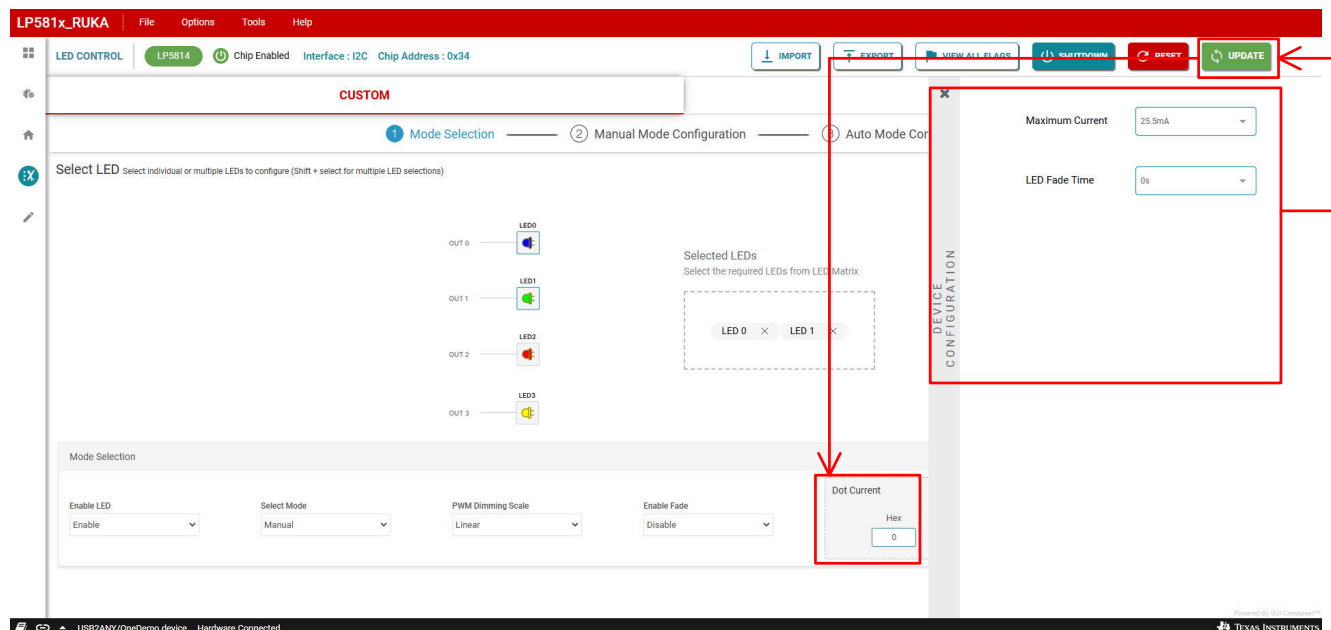 LP581x_RUKA File Options Tools Help
LED CONTROL LP5814 Chip Enabled Interface : I2C Chip Address : 0x34 IMPORT EXPORT VIEW ALL FLAGS SHUTDOWN RESET UPDATE
CUSTOM
1 Mode Selection 2 Manual Mode Configuration 3 Auto Mode Con
Select LED Select individual or multiple LEDs to configure (Shift + select for multiple LED selections)
LED0
OUT 0
LED1
OUT 1
LED2
OUT 2
LED3
OUT 3
Selected LEDs
Select the required LEDs from LED Matrix
LED 0 × LED 1 ×
DEVICE
CONFIGURATION
Maximum Current 25.5mA
LED Fade Time 0s
Mode Selection
Enable LED Select Mode PWM Dimming Scale Enable Fade
Enable Manual Linear Disable
Dot Current
Hex
0
Powered By GUI Composer™
USB2ANY/OneDemo device Hardware Connected TEXAS INSTRUMENTS